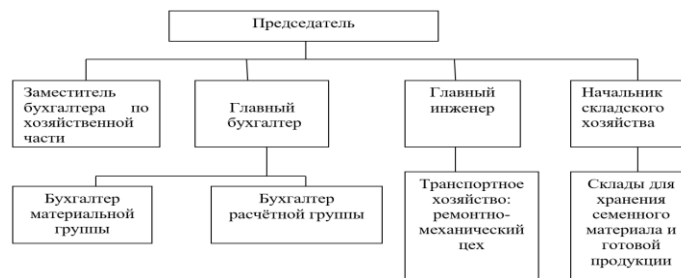 Председатель
Заместитель
бухгалтера по
хозяйственной
части
Главный
бухгалтер
Главный
инженер
Начальник
складского
хозяйства
Бухгалтер
материальной
группы
Бухгалтер
расчётной группы
Транспортное
хозяйство:
ремонтно-
механический
цех
Склады для
хранения
семенного
материала и
готовой
продукции